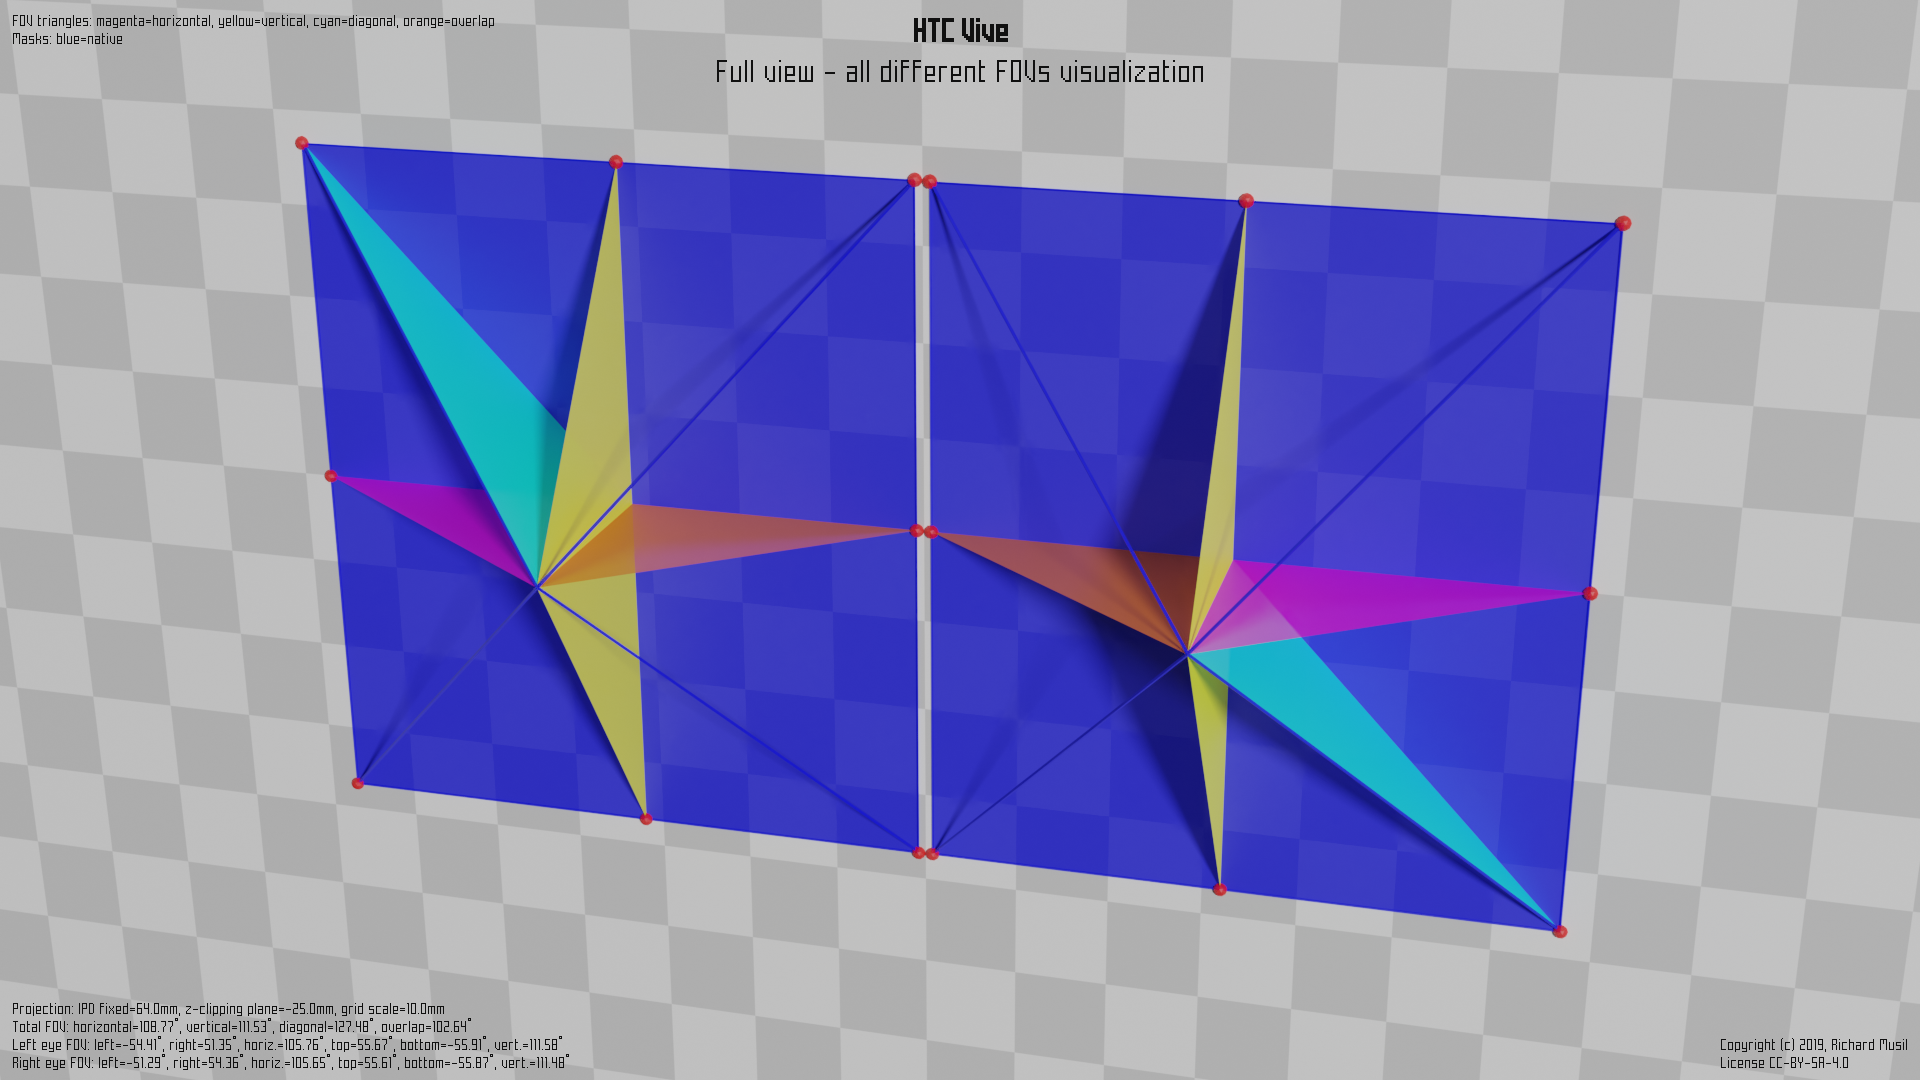 FOV triangles: magenta=horizontal, yellow=vertical, cyan=diagonal, orange=overlap
Masks: blue=native
HTC Vive
Full view - all different FOVs visualization
Projection: IPD fixed=64.0mm, z-clipping plane=-25.0mm, grid scale=10.0mm
Total FOV: horizontal=108.77°, vertical=111.53°, diagonal=127.48°, overlap=102.64°
Left eye FOV: left=-54.41°, right=51.35°, horiz.=105.76°, top=55.67°, bottom=-55.91°, vert.=111.58°
Right eye FOV: left=-51.29°, right=54.36°, horiz.=105.65°, top=55.61°, bottom=-55.87°, vert.=111.48°
Copyright (c) 2019, Richard Musil
License CC-BY-SA-4.0